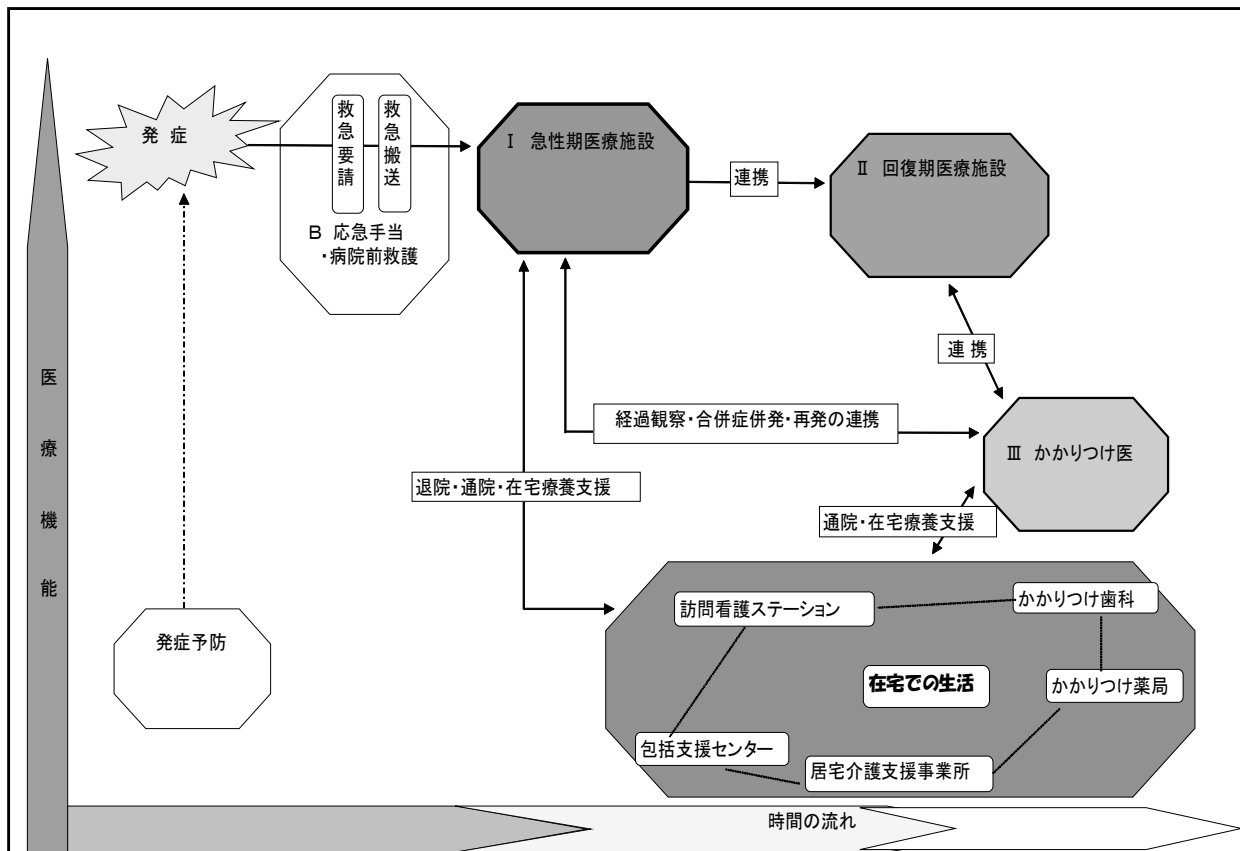 発 症
救急要請
救急搬送
B 応急手当
・病院前救護
Ⅰ 急性期医療施設
連携
Ⅱ 回復期医療施設
連 携
医療機能
経過観察・合併症併発・再発の連携
Ⅲ かかりつけ医
退院・通院・在宅療養支援
通院・在宅療養支援
発症予防
訪問看護ステーション
かかりつけ歯科
在宅での生活
かかりつけ薬局
包括支援センター
居宅介護支援事業所
時間の流れ